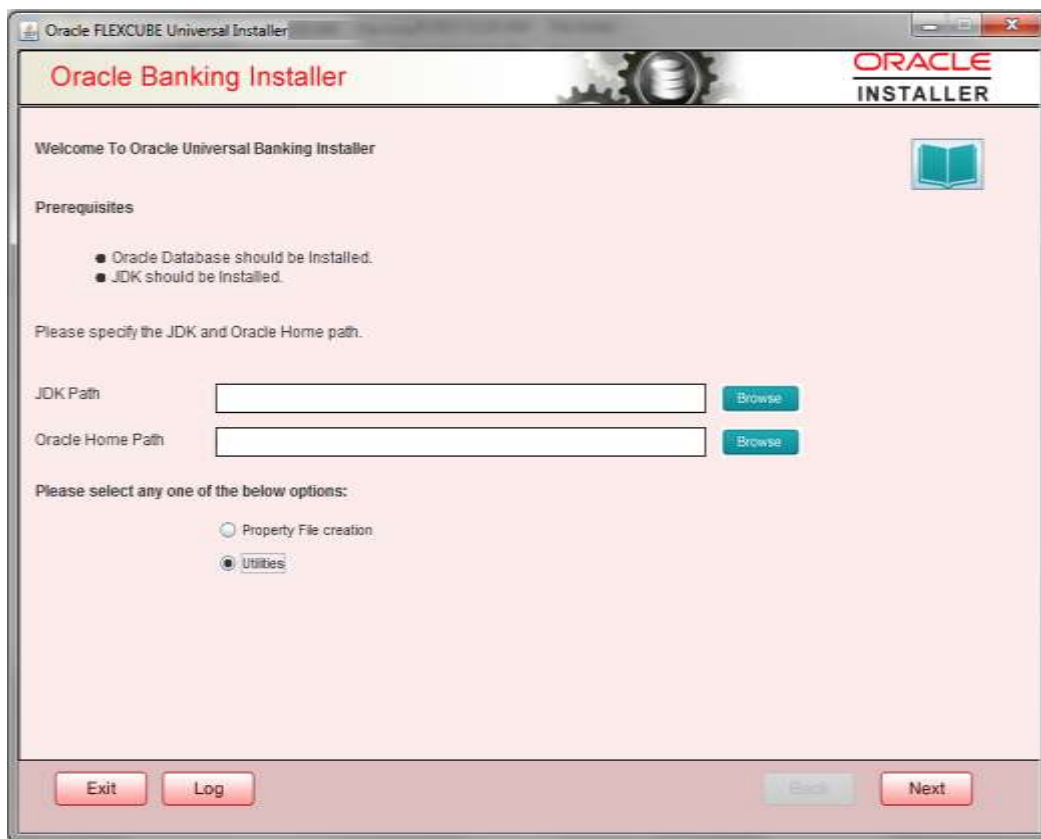 Oracle FLEXCUBE Universal Installer
Oracle Banking Installer
ORACLE
INSTALLER
Welcome To Oracle Universal Banking Installer
Prerequisites
● Oracle Database should be Installed.
● JDK should be Installed.
Please specify the JDK and Oracle Home path.
JDK Path
Browse
Oracle Home Path
Browse
Please select any one of the below options:
Property File creation
Utilities
Exit
Log
Back
Next